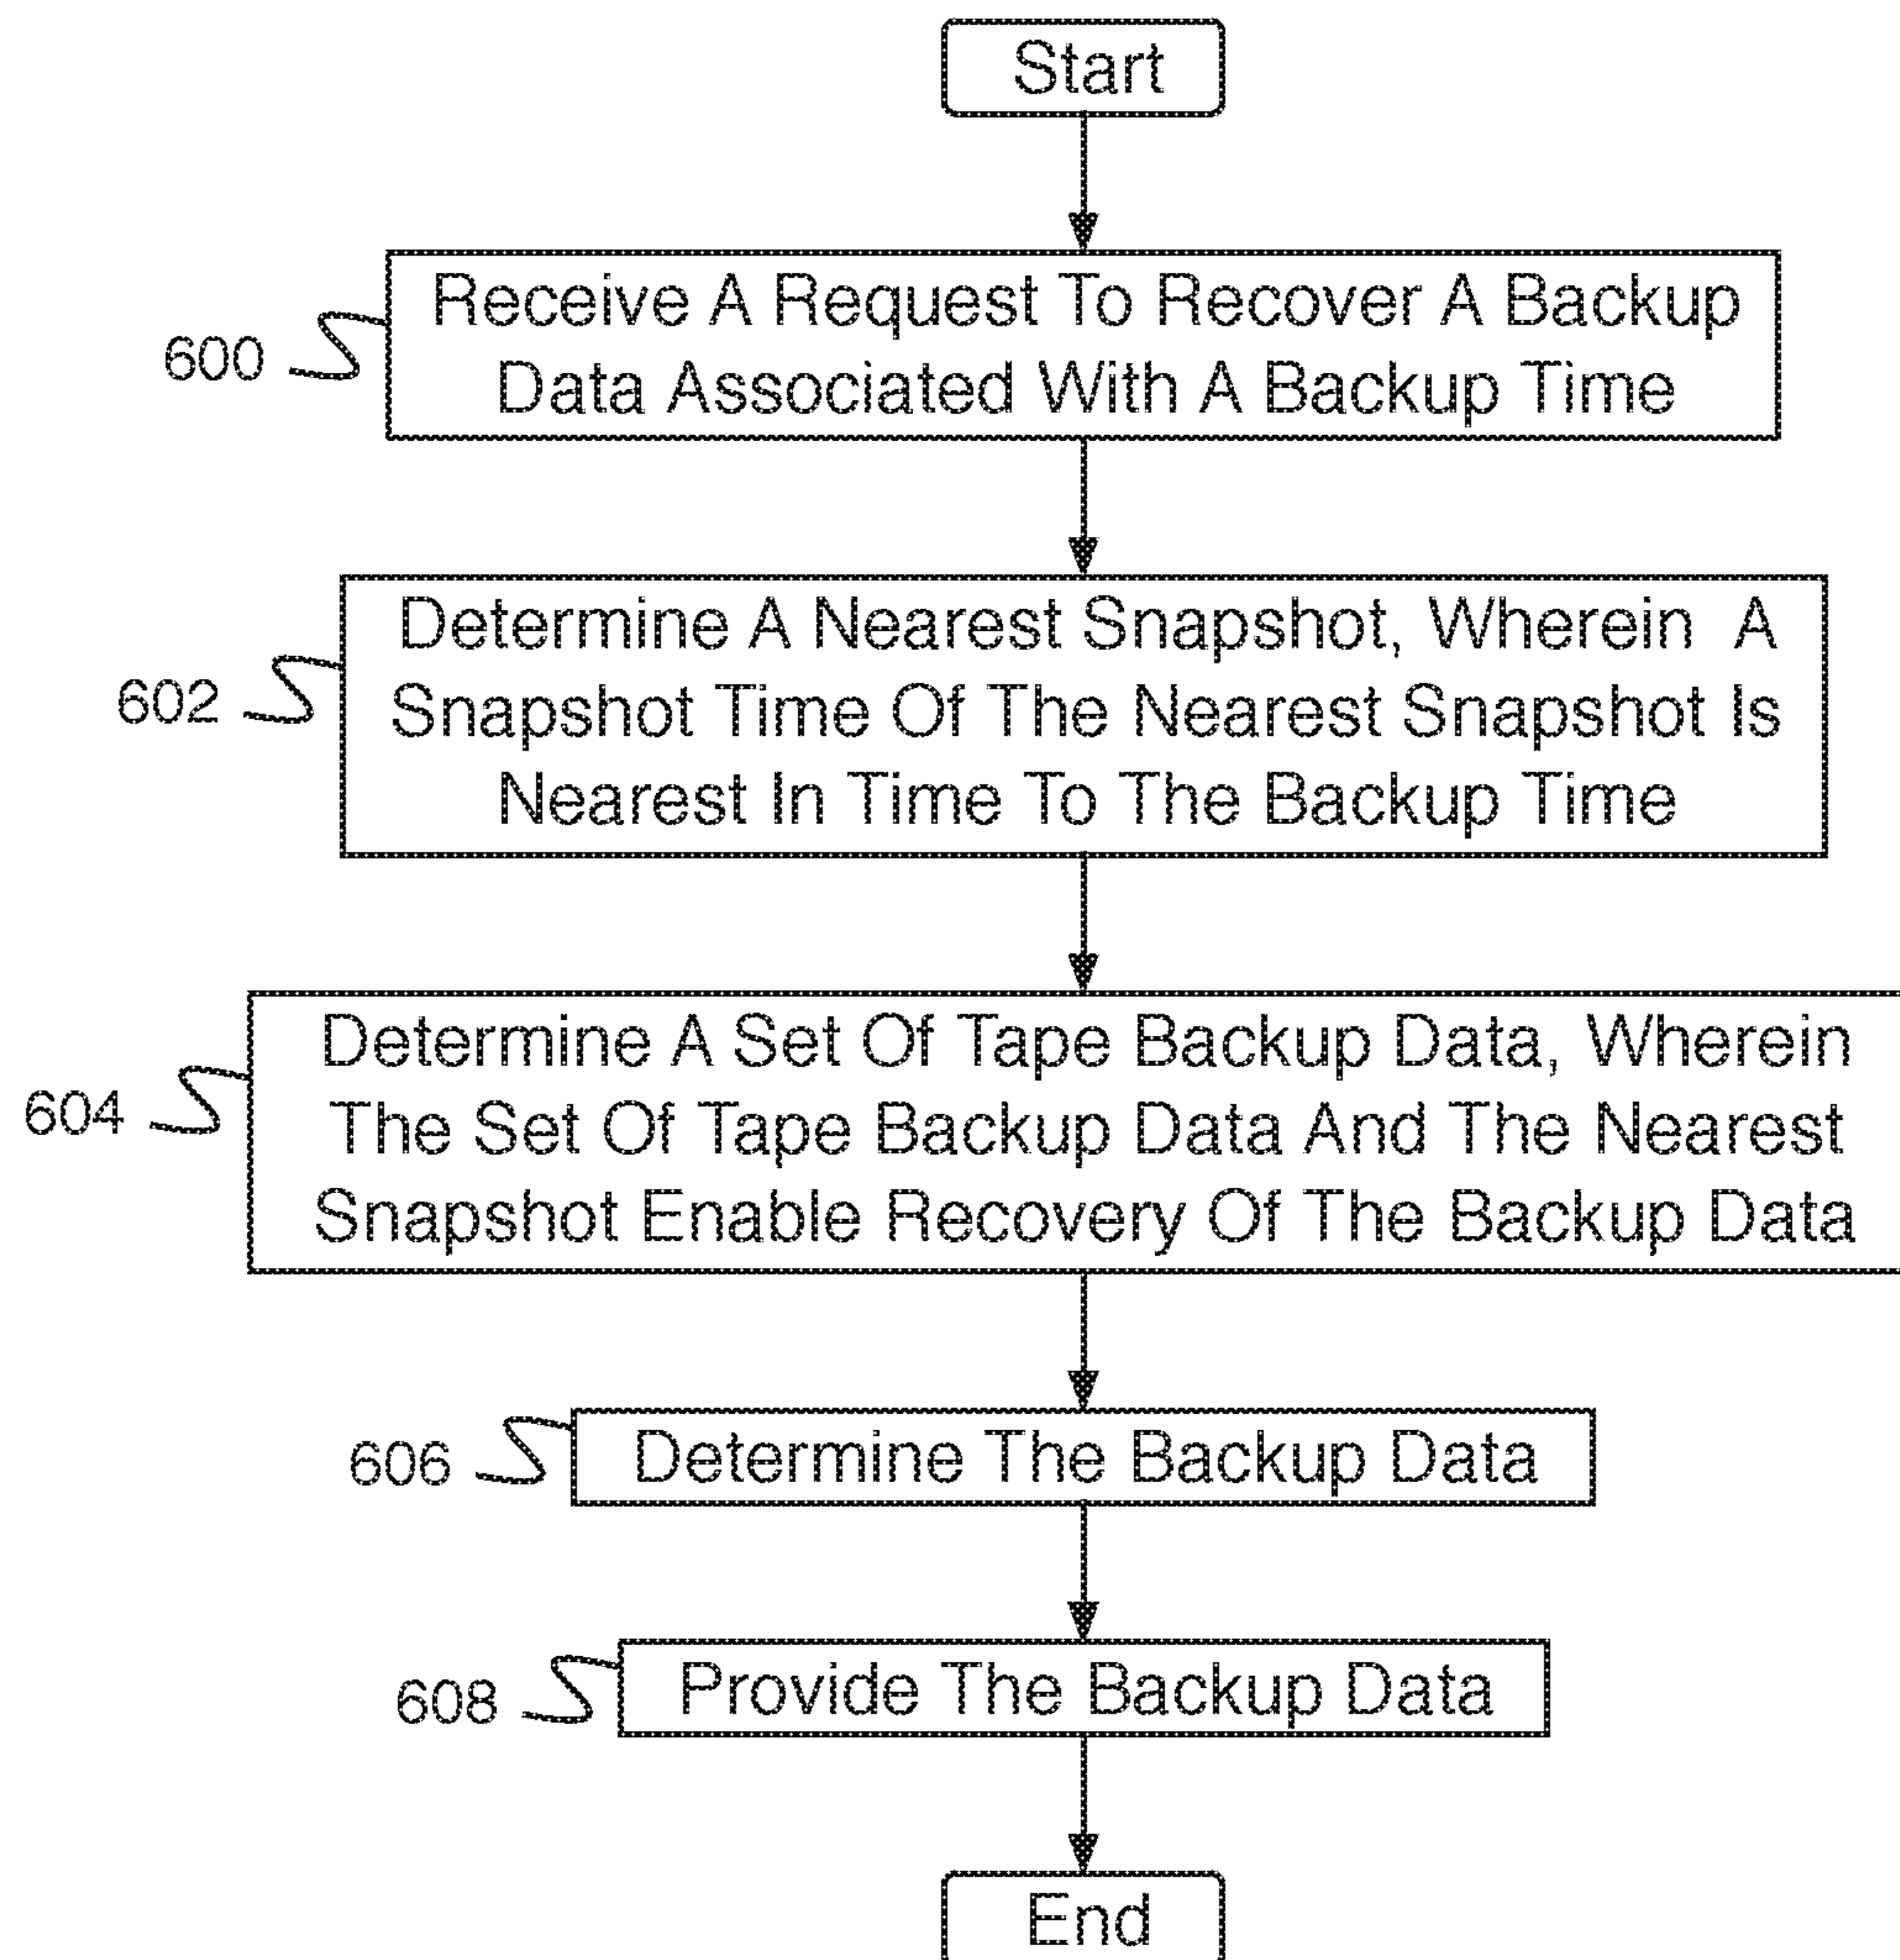 Start
600
Receive A Request To Recover A Backup
Data Associated With A Backup Time
602
Determine A Nearest Snapshot, Wherein A
Snapshot Time Of The Nearest Snapshot Is
Nearest In Time To The Backup Time
604
Determine A Set Of Tape Backup Data, Wherein
The Set Of Tape Backup Data And The Nearest
Snapshot Enable Recovery Of The Backup Data
606
Determine The Backup Data
608
Provide The Backup Data
End